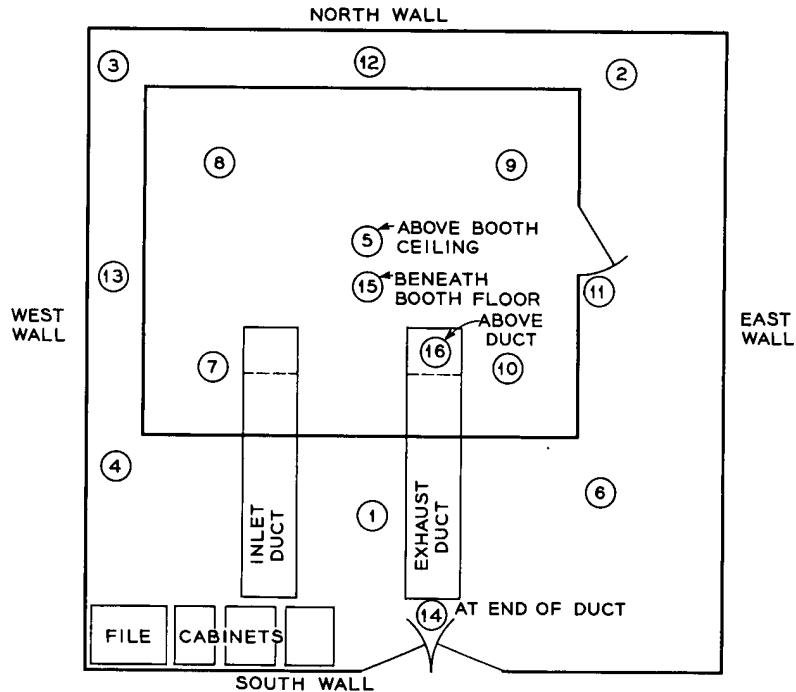 NORTH WALL
3
12
2
8
9
5
ABOVE BOOTH
CEILING
13
15
BENEATH
BOOTH FLOOR
11
WEST
WALL
ABOVE
DUCT
EAST
WALL
7
16
10
4
6
1
INLET
DUCT
EXHAUST
DUCT
14
AT END OF DUCT
FILE CABINETS
SOUTH WALL